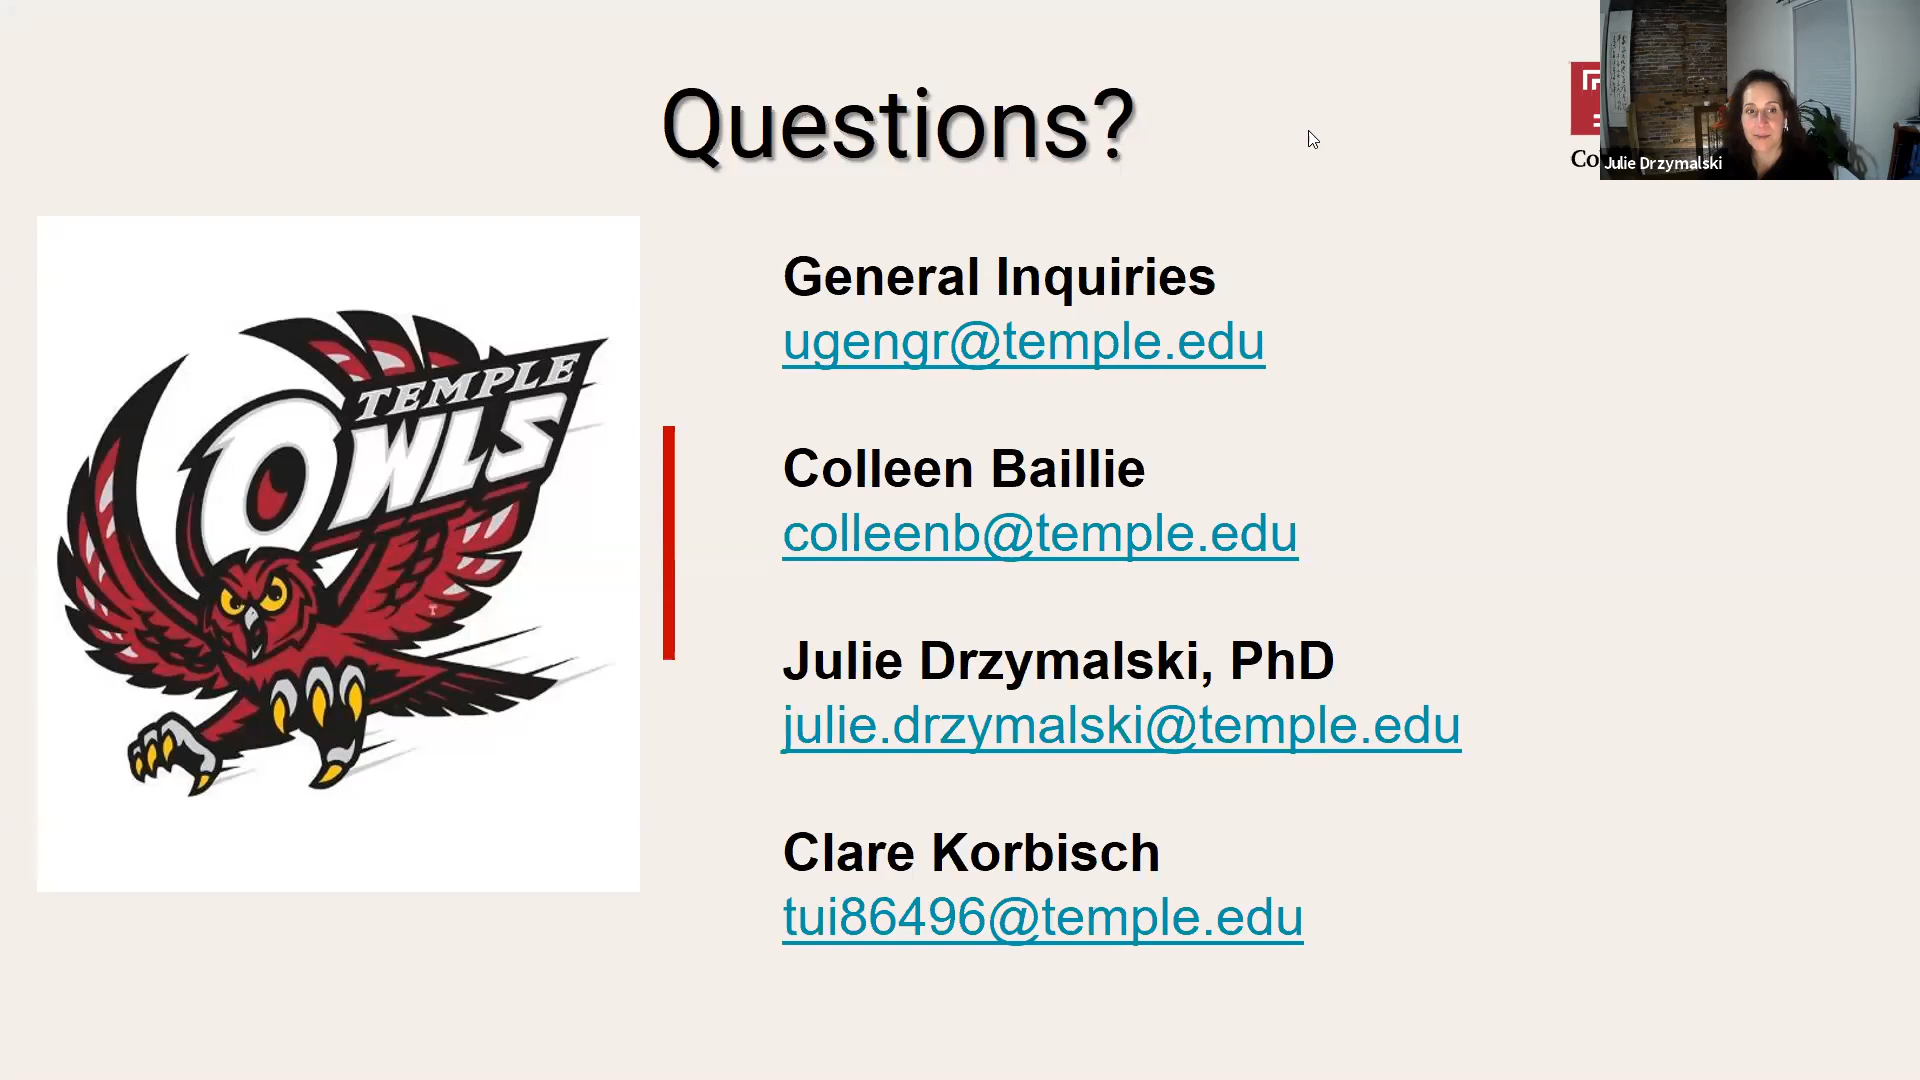 Questions?
Julie Drzymalski
TEMPLE
OWLS
General Inquiries
ugengr@temple.edu
Colleen Baillie
colleenb@temple.edu
Julie Drzymalski, PhD
julie.drzymalski@temple.edu
Clare Korbisch
tui86496@temple.edu